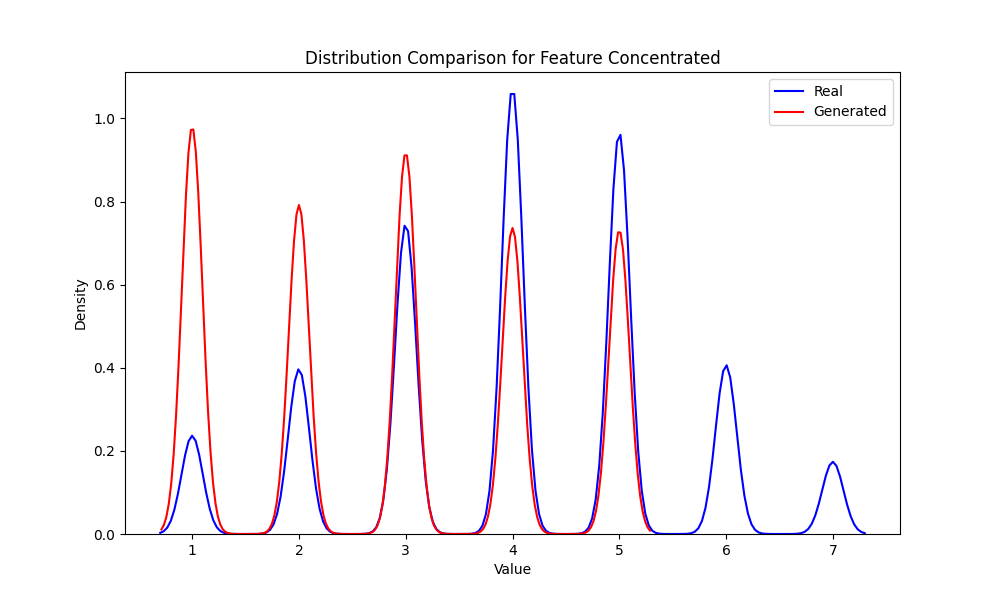 Distribution Comparison for Feature Concentrated
Real
Generated
1.0
0.8
0.6
0.4
0.2
0.0
Density
1 2 3 4 5 6 7
Value